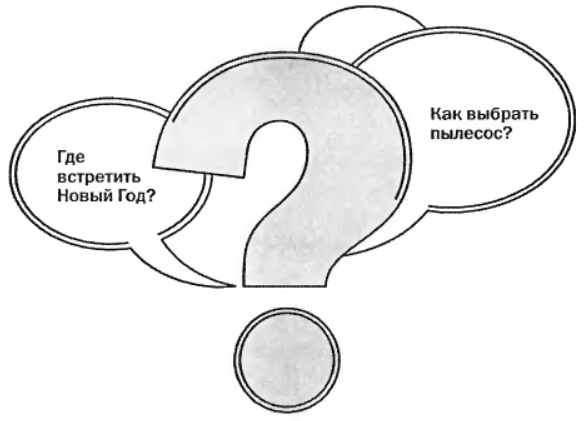 Где
встретить
Новый Год?
Как выбрать
пылесос?